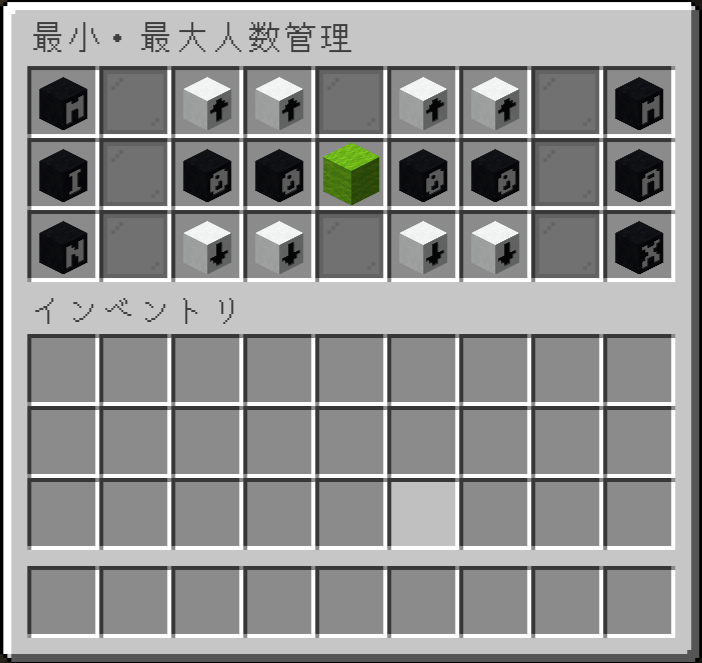 最小・最大人数管理
M ↑ ↑ ↑ ↑ M
I 0 0 0 0 A
N ↓ ↓ ↓ ↓ X
インベントリ